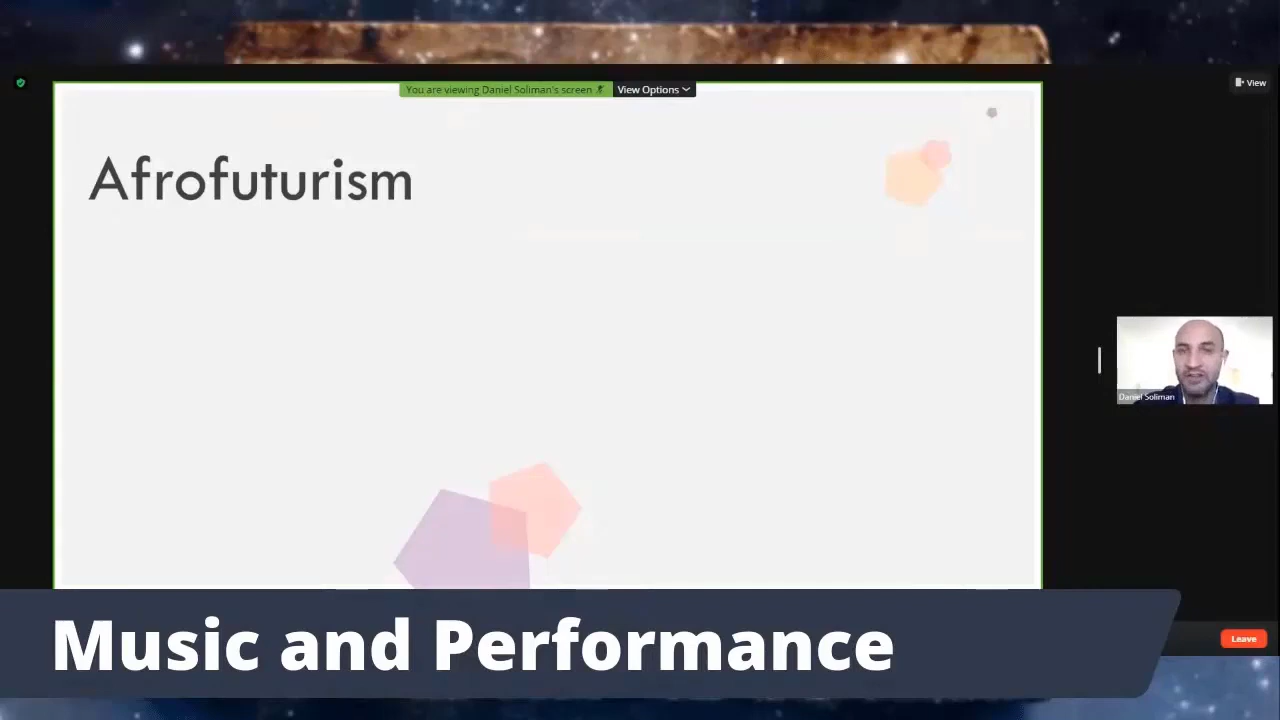 You are viewing Daniel Soliman's screen
View Options
View
Afrofuturism
Daniel Soliman
Music and Performance
Leave